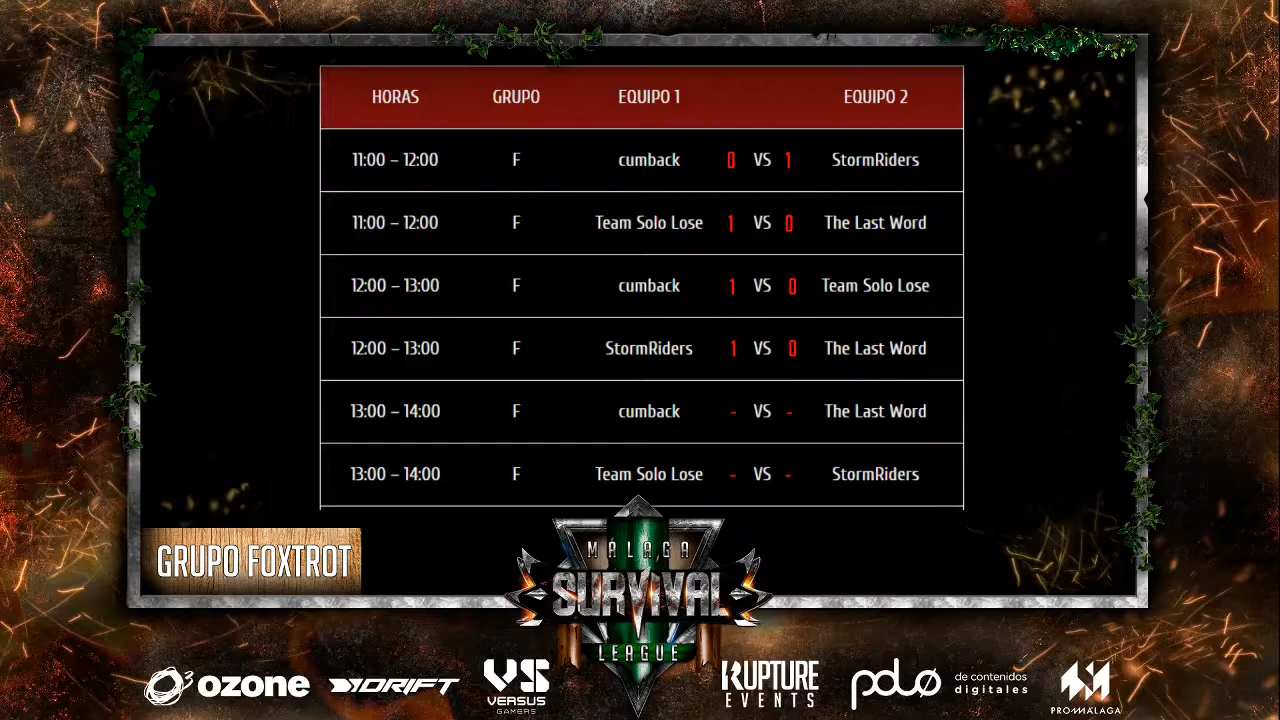 HORAS GRUPO EQUIPO 1 EQUIPO 2
11:00 – 12:00 F cumback 0 VS 1 StormRiders
11:00 – 12:00 F Team Solo Lose 1 VS 0 The Last Word
12:00 – 13:00 F cumback 1 VS 0 Team Solo Lose
12:00 – 13:00 F StormRiders 1 VS 0 The Last Word
13:00 – 14:00 F cumback - VS - The Last Word
13:00 – 14:00 F Team Solo Lose - VS - StormRiders
GRUPO FOXTROT
MÁLAGA
SURVIVAL
LEAGUE
3 ozone
DRIFT
VS
VERSUS
GAMERS
RUPTURE
EVENTS
polo
de contenidos
digitales
PROMÁLAGA